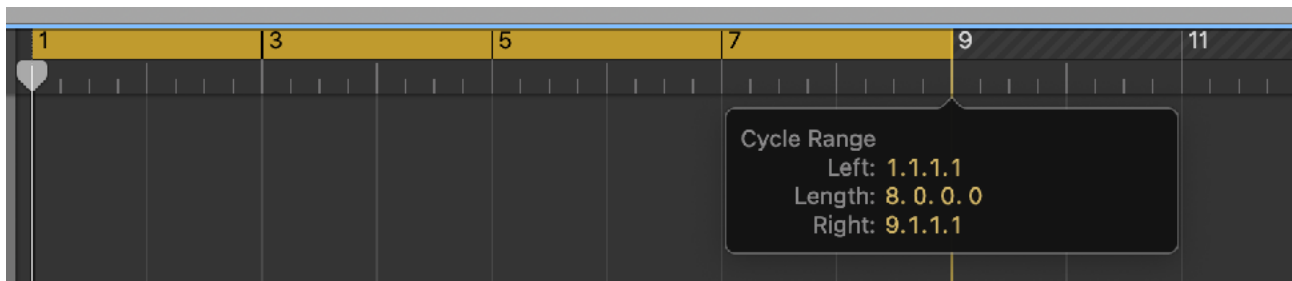 1 3 5 7 9 11
Cycle Range
Left: 1.1.1.1
Length: 8. 0. 0. 0
Right: 9.1.1.1